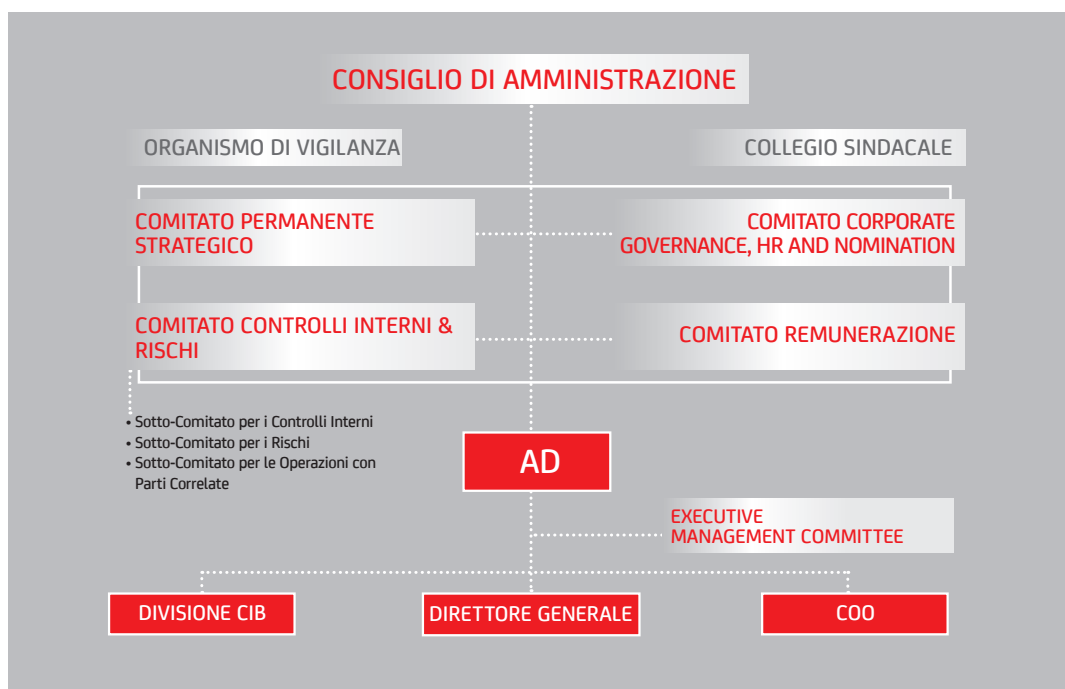 CONSIGLIO DI AMMINISTRAZIONE
ORGANISMO DI VIGILANZA
COLLEGIO SINDACALE
COMITATO PERMANENTE
STRATEGICO
COMITATO CORPORATE
GOVERNANCE, HR AND NOMINATION
COMITATO CONTROLLI INTERNI &
RISCHI
COMITATO REMUNERAZIONE
• Sotto-Comitato per i Controlli Interni
• Sotto-Comitato per i Rischi
• Sotto-Comitato per le Operazioni con
Parti Correlate
AD
EXECUTIVE
MANAGEMENT COMMITTEE
DIVISIONE CIB
DIRETTORE GENERALE
COO